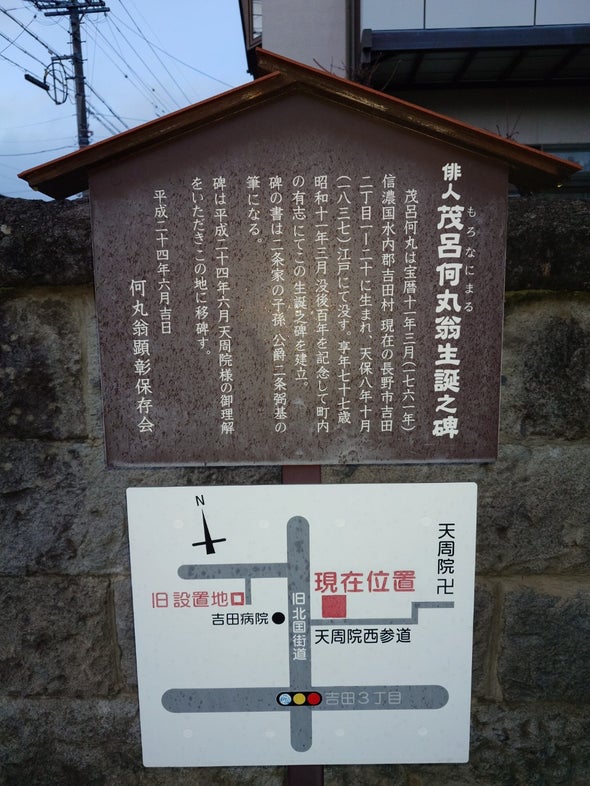 俳人 茂呂何丸翁生誕之碑
もろなにまる
茂呂何丸は宝暦十一年三月(一七六一年)
信濃国水内郡吉田村 現在の長野市吉田
二丁目一ー二十に生まれ、天保八年十月
(一八三七)江戸にて没す。享年七十七歳
昭和十一年三月 没後百年を記念して町内
の有志にてこの生誕之碑を建立、
碑の書は二条家の子孫 公爵二条弼基の
筆になる。
碑は平成二十四年六月天周院様の御理解
をいただきこの地に移碑す。
平成二十四年六月吉日
何丸翁顕彰保存会
N
天周院 卍
現在位置
旧設置地
吉田病院
旧北国街道
天周院西参道
吉田3丁目